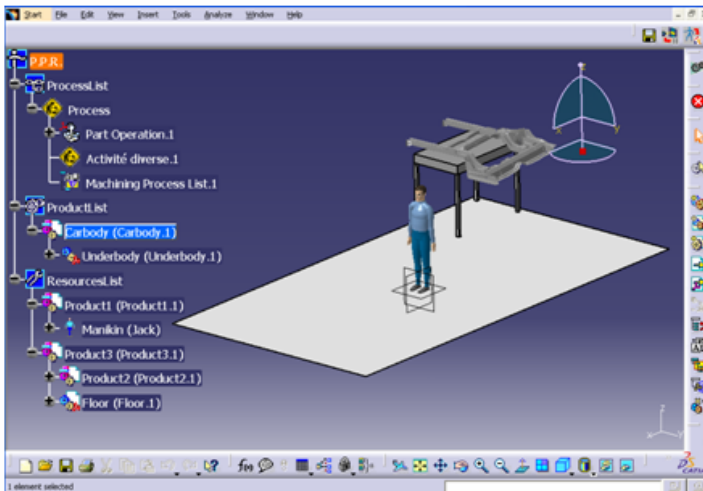 Start File Edit View Insert Tools Analyze Window Help
P.P.R.
ProcessList
Process
Part Operation.1
Activité diverse.1
Machining Process List.1
ProductList
Carbody (Carbody.1)
Underbody (Underbody.1)
ResourcesList
Product1 (Product1.1)
Manikin (Jack)
Product3 (Product3.1)
Product2 (Product2.1)
Floor (Floor.1)
z
x y
z
x y
f(x)
1 element selected